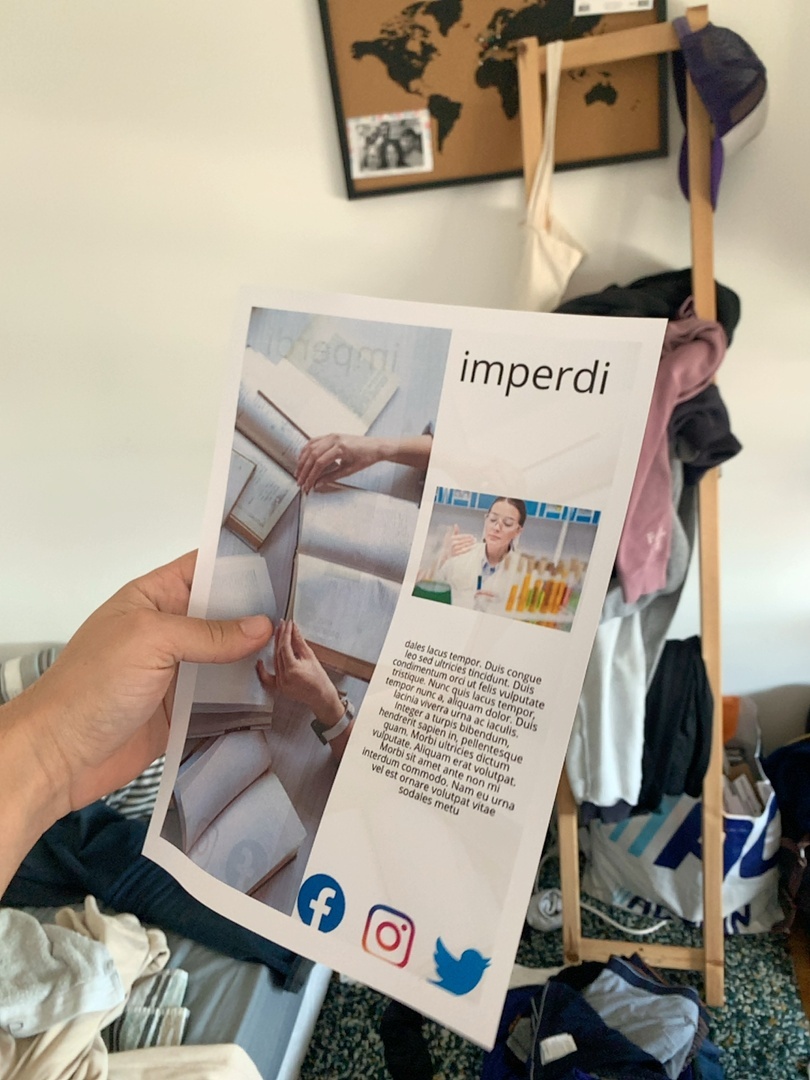 imperdi
dales lacus tempor. Duis congue
leo sed ultricies tincidunt. Duis
condimentum orci ut felis vulputate
tristique. Nunc quis lacus tempor,
tempor nunc a, aliquam dolor. Duis
lacinia viverra urna ac iaculis.
Integer a turpis bibendum,
hendrerit sapien in, pellentesque
quam. Morbi ultricies dictum
vulputate. Aliquam erat volutpat.
Morbi sit amet ante non mi
interdum commodo. Nam eu urna
vel est ornare volutpat vitae
sodales metu